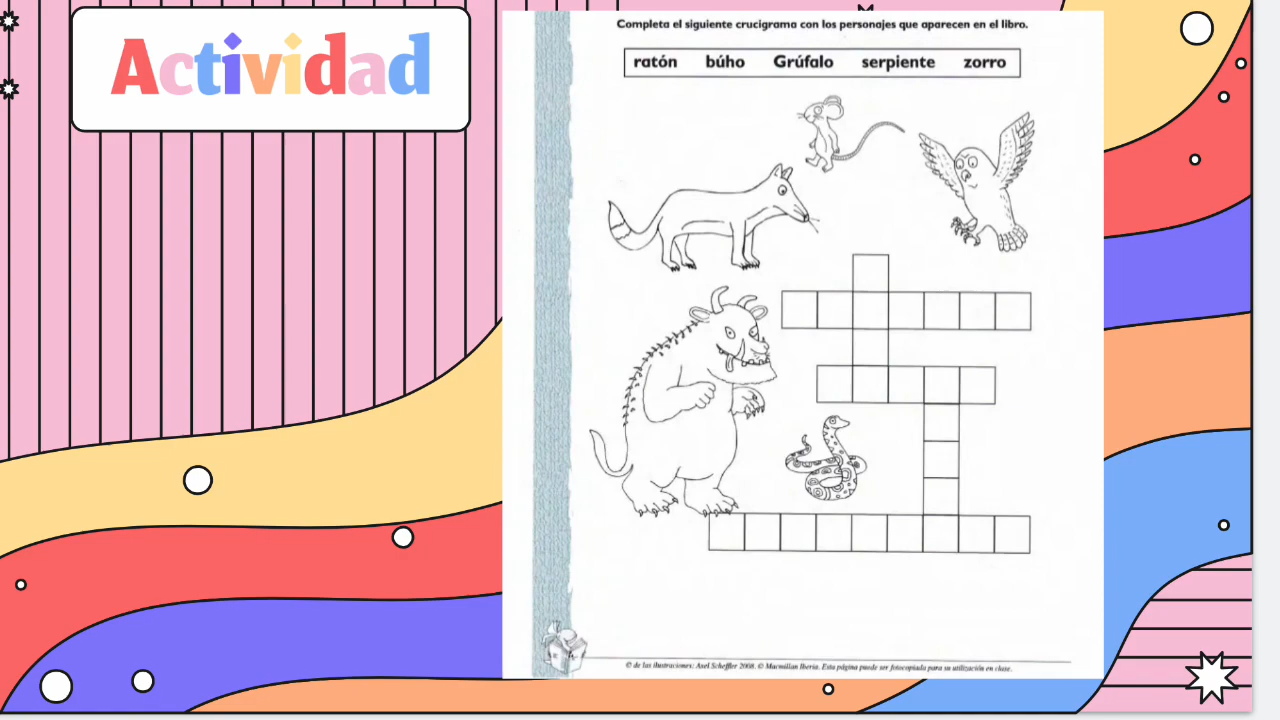 Actividad
Completa el siguiente crucigrama con los personajes que aparecen en el libro.
ratón búho Grúfalo serpiente zorro
© de las ilustraciones: Axel Scheffler 2008. © Macmillan Iberia. Esta página puede ser fotocopiada para su utilización en clase.